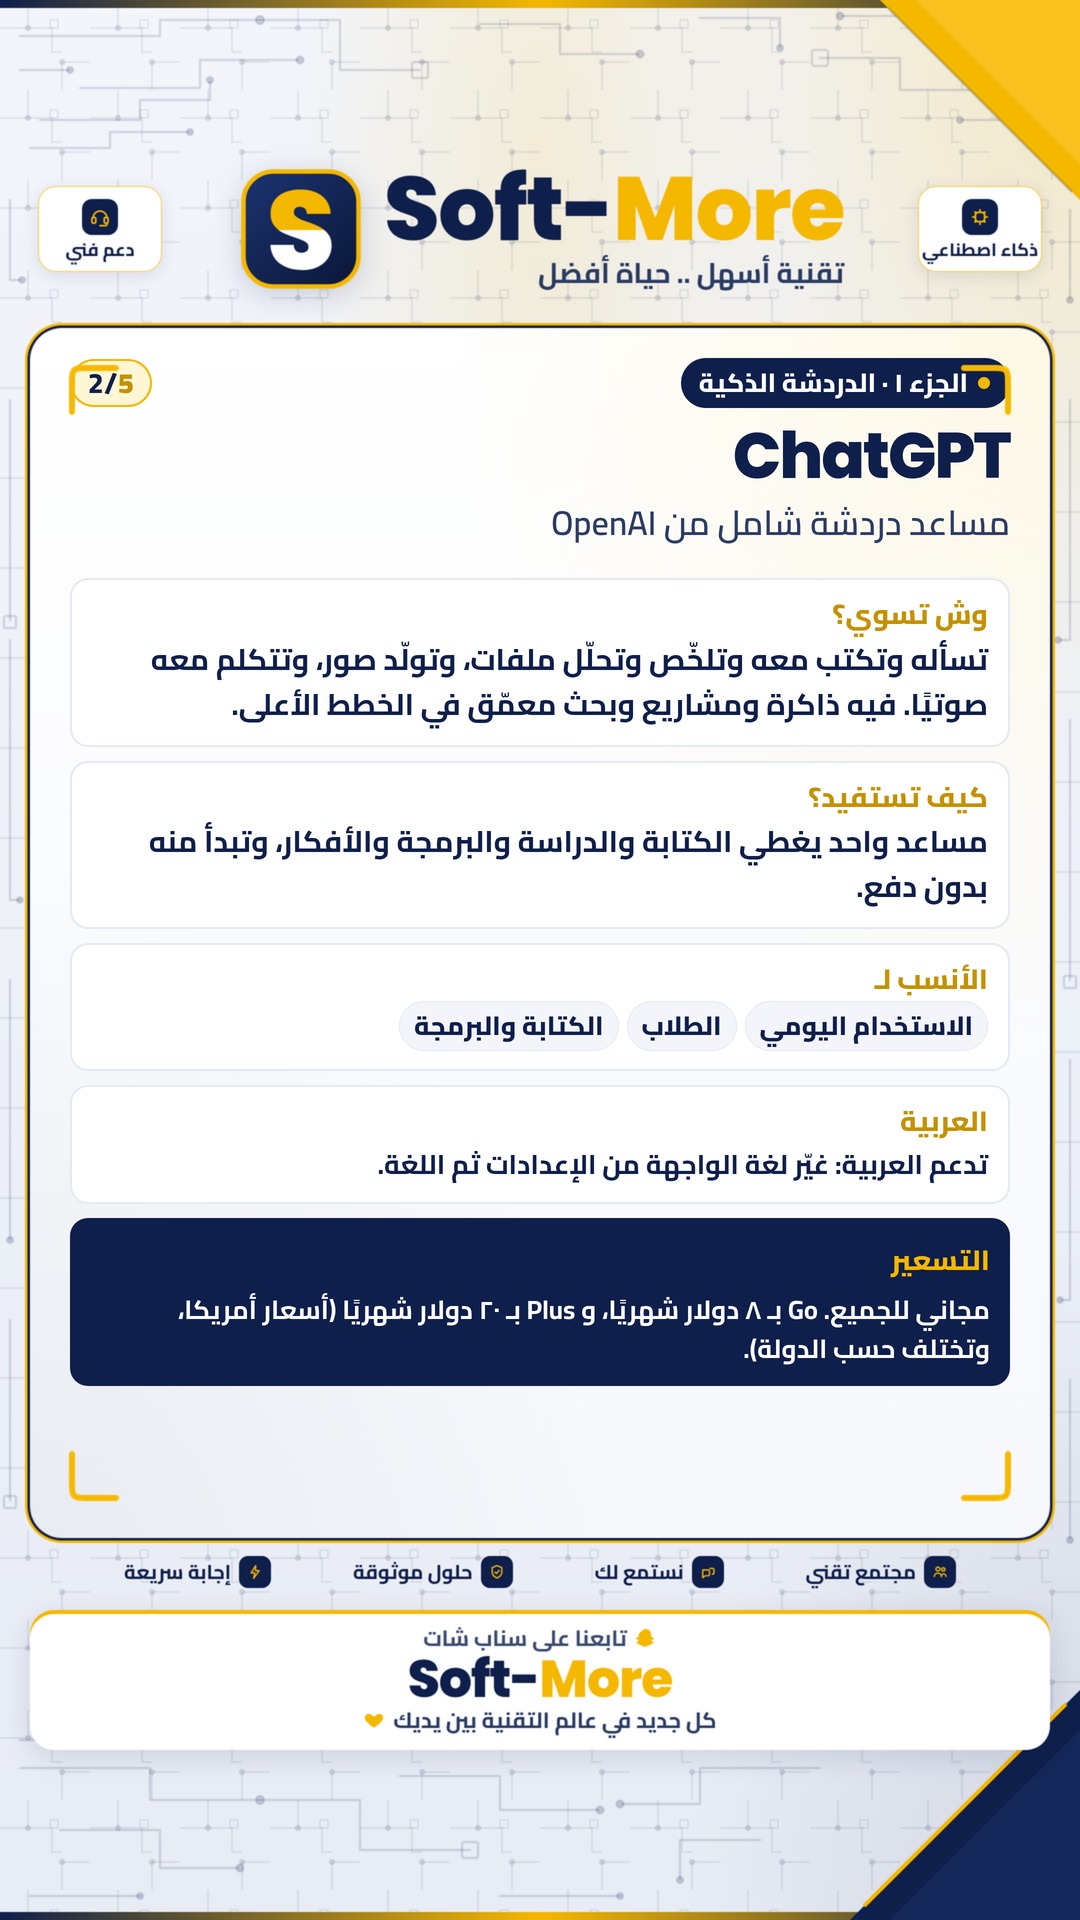 Soft-More
تقنية أسهل .. حياة أفضل
ذكاء اصطناعي
دعم فني
الجزء ١ · الدردشة الذكية
2/5
ChatGPT
مساعد دردشة شامل من OpenAI
وش تسوي؟
تسأله وتكتب معه وتلخّص وتحلّل ملفات، وتولّد صور، وتتكلم معه
صوتيًا. فيه ذاكرة ومشاريع وبحث معمّق في الخطط الأعلى.
كيف تستفيد؟
مساعد واحد يغطي الكتابة والدراسة والبرمجة والأفكار، وتبدأ منه
بدون دفع.
الأنسب لـ
الاستخدام اليومي
الطلاب
الكتابة والبرمجة
العربية
تدعم العربية: غيّر لغة الواجهة من الإعدادات ثم اللغة.
التسعير
مجاني للجميع. Go بـ ٨ دولار شهريًا، و Plus بـ ٢٠ دولار شهريًا (أسعار أمريكا،
وتختلف حسب الدولة).
مجتمع تقني
نستمع لك
حلول موثوقة
إجابة سريعة
تابعنا على سناب شات
Soft-More
كل جديد في عالم التقنية بين يديك